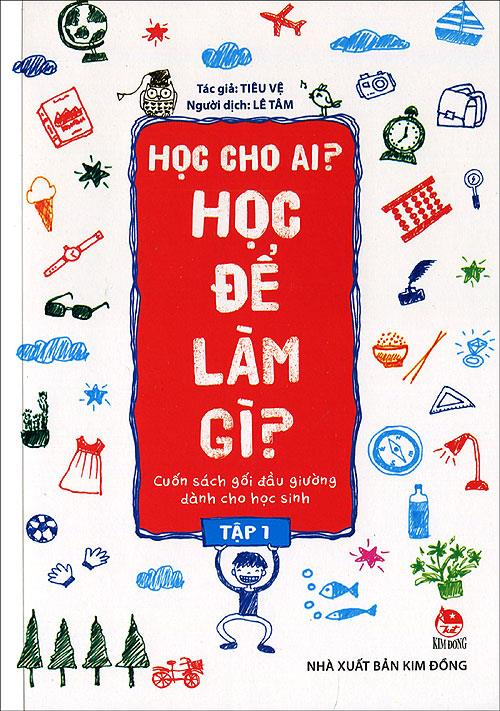 Tác giả: TIÊU VỆ
Người dịch: LÊ TÂM
HỌC CHO AI?
HỌC
ĐỂ
LÀM
GÌ?
Cuốn sách gối đầu giường
dành cho học sinh
TẬP 1
KIM ĐỒNG
NHÀ XUẤT BẢN KIM ĐỒNG